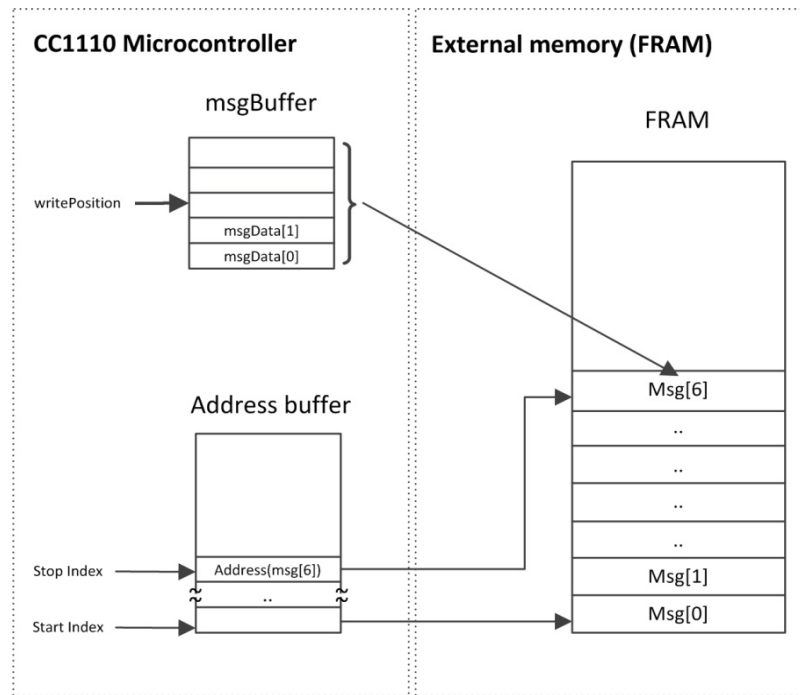 CC1110 Microcontroller
External memory (FRAM)
msgBuffer
writePosition
msgData[1]
msgData[0]
FRAM
Msg[6]
..
..
..
..
Msg[1]
Msg[0]
Address buffer
Stop Index
Address(msg[6])
..
Start Index